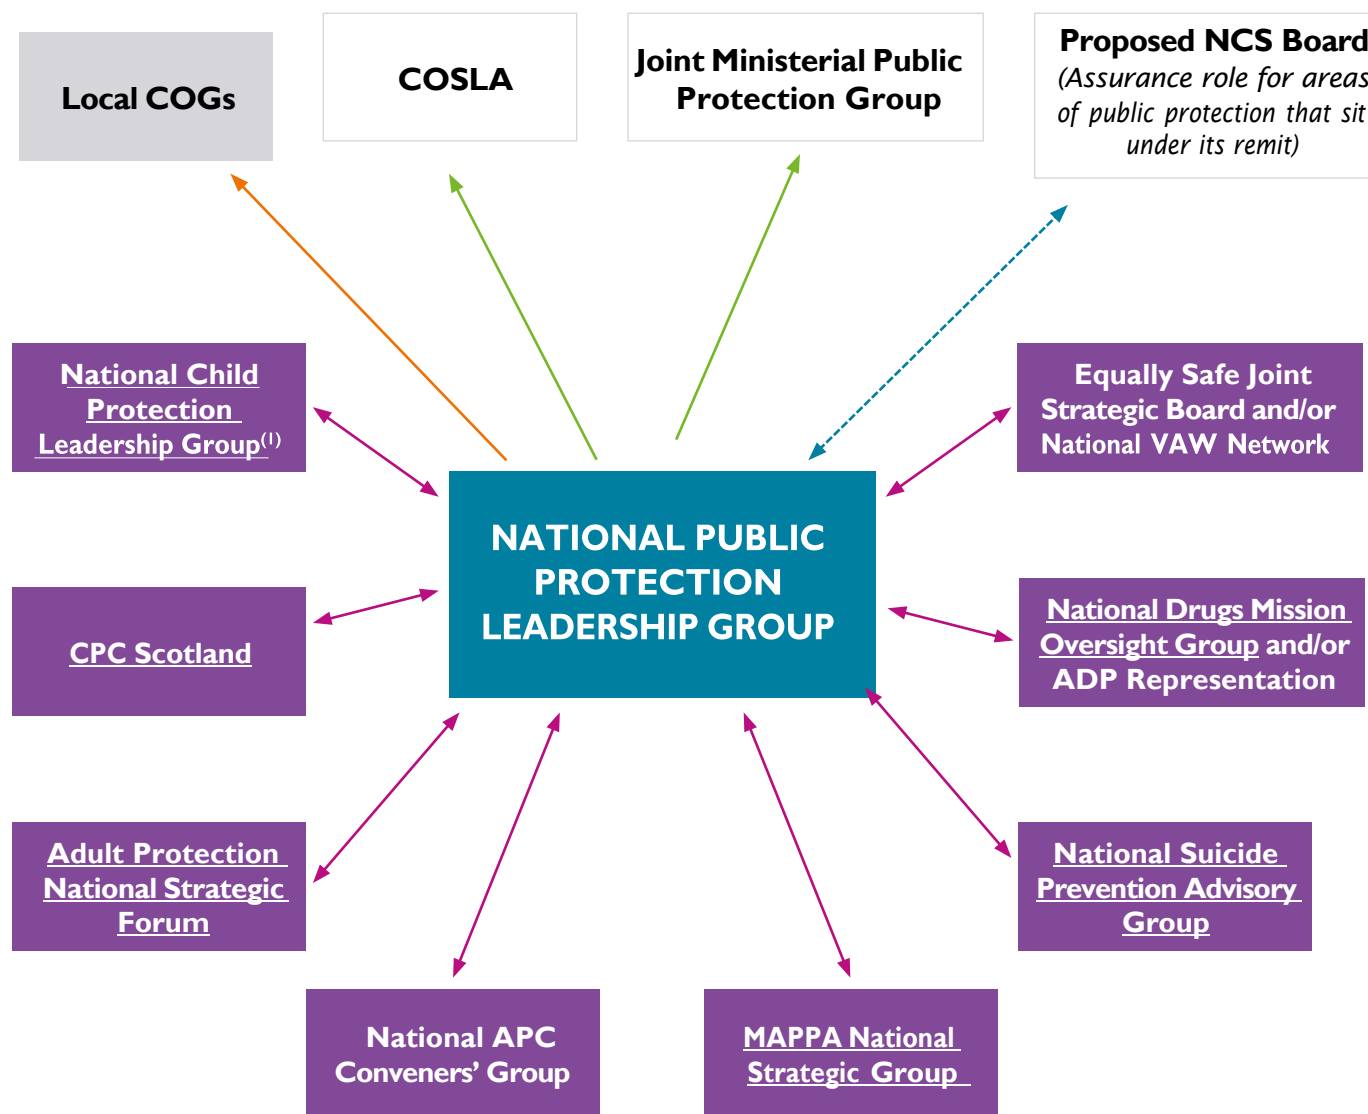 Local COGs
COSLA
Joint Ministerial Public
Protection Group
Proposed NCS Board
(Assurance role for areas
of public protection that sit
under its remit)
National Child
Protection
Leadership Group(1)
Equally Safe Joint
Strategic Board and/or
National VAW Network
NATIONAL PUBLIC
PROTECTION
LEADERSHIP GROUP
CPC Scotland
National Drugs Mission
Oversight Group and/or
ADP Representation
Adult Protection
National Strategic
Forum
National Suicide
Prevention Advisory
Group
National APC
Conveners’ Group
MAPPA National
Strategic Group